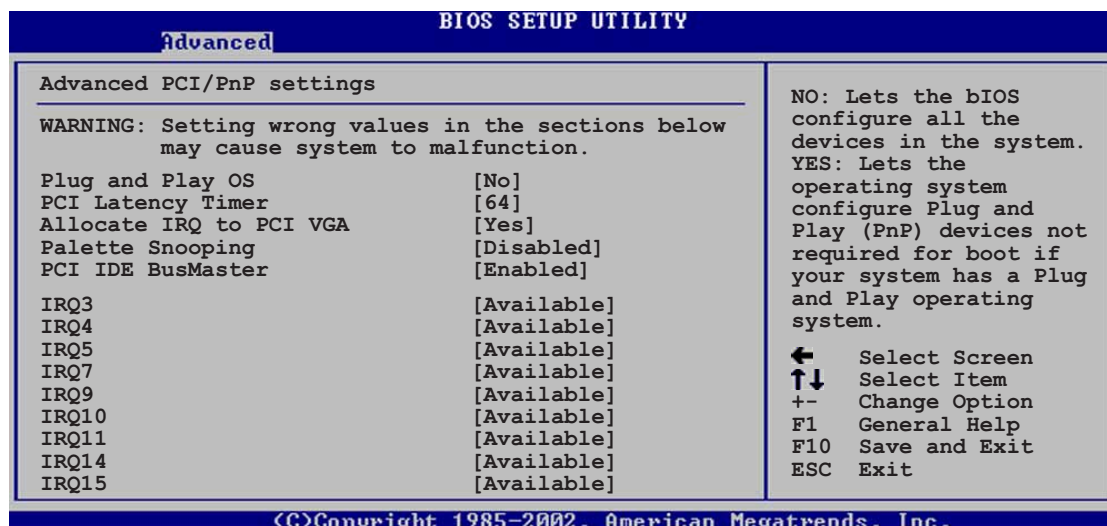 BIOS SETUP UTILITY
Advanced
Advanced PCI/PnP settings
WARNING: Setting wrong values in the sections below
may cause system to malfunction.
Plug and Play OS [No]
PCI Latency Timer [64]
Allocate IRQ to PCI VGA [Yes]
Palette Snooping [Disabled]
PCI IDE BusMaster [Enabled]
IRQ3 [Available]
IRQ4 [Available]
IRQ5 [Available]
IRQ7 [Available]
IRQ9 [Available]
IRQ10 [Available]
IRQ11 [Available]
IRQ14 [Available]
IRQ15 [Available]
NO: Lets the bIOS
configure all the
devices in the system.
YES: Lets the
operating system
configure Plug and
Play (PnP) devices not
required for boot if
your system has a Plug
and Play operating
system.
← Select Screen
↑↓ Select Item
+- Change Option
F1 General Help
F10 Save and Exit
ESC Exit
(C)Copyright 1985-2002, American Megatrends, Inc.